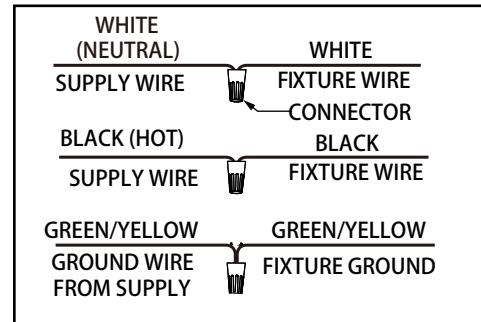 WHITE
(NEUTRAL)
WHITE
SUPPLY WIRE
FIXTURE WIRE
CONNECTOR
BLACK (HOT)
BLACK
SUPPLY WIRE
FIXTURE WIRE
GREEN/YELLOW
GREEN/YELLOW
GROUND WIRE
FROM SUPPLY
FIXTURE GROUND